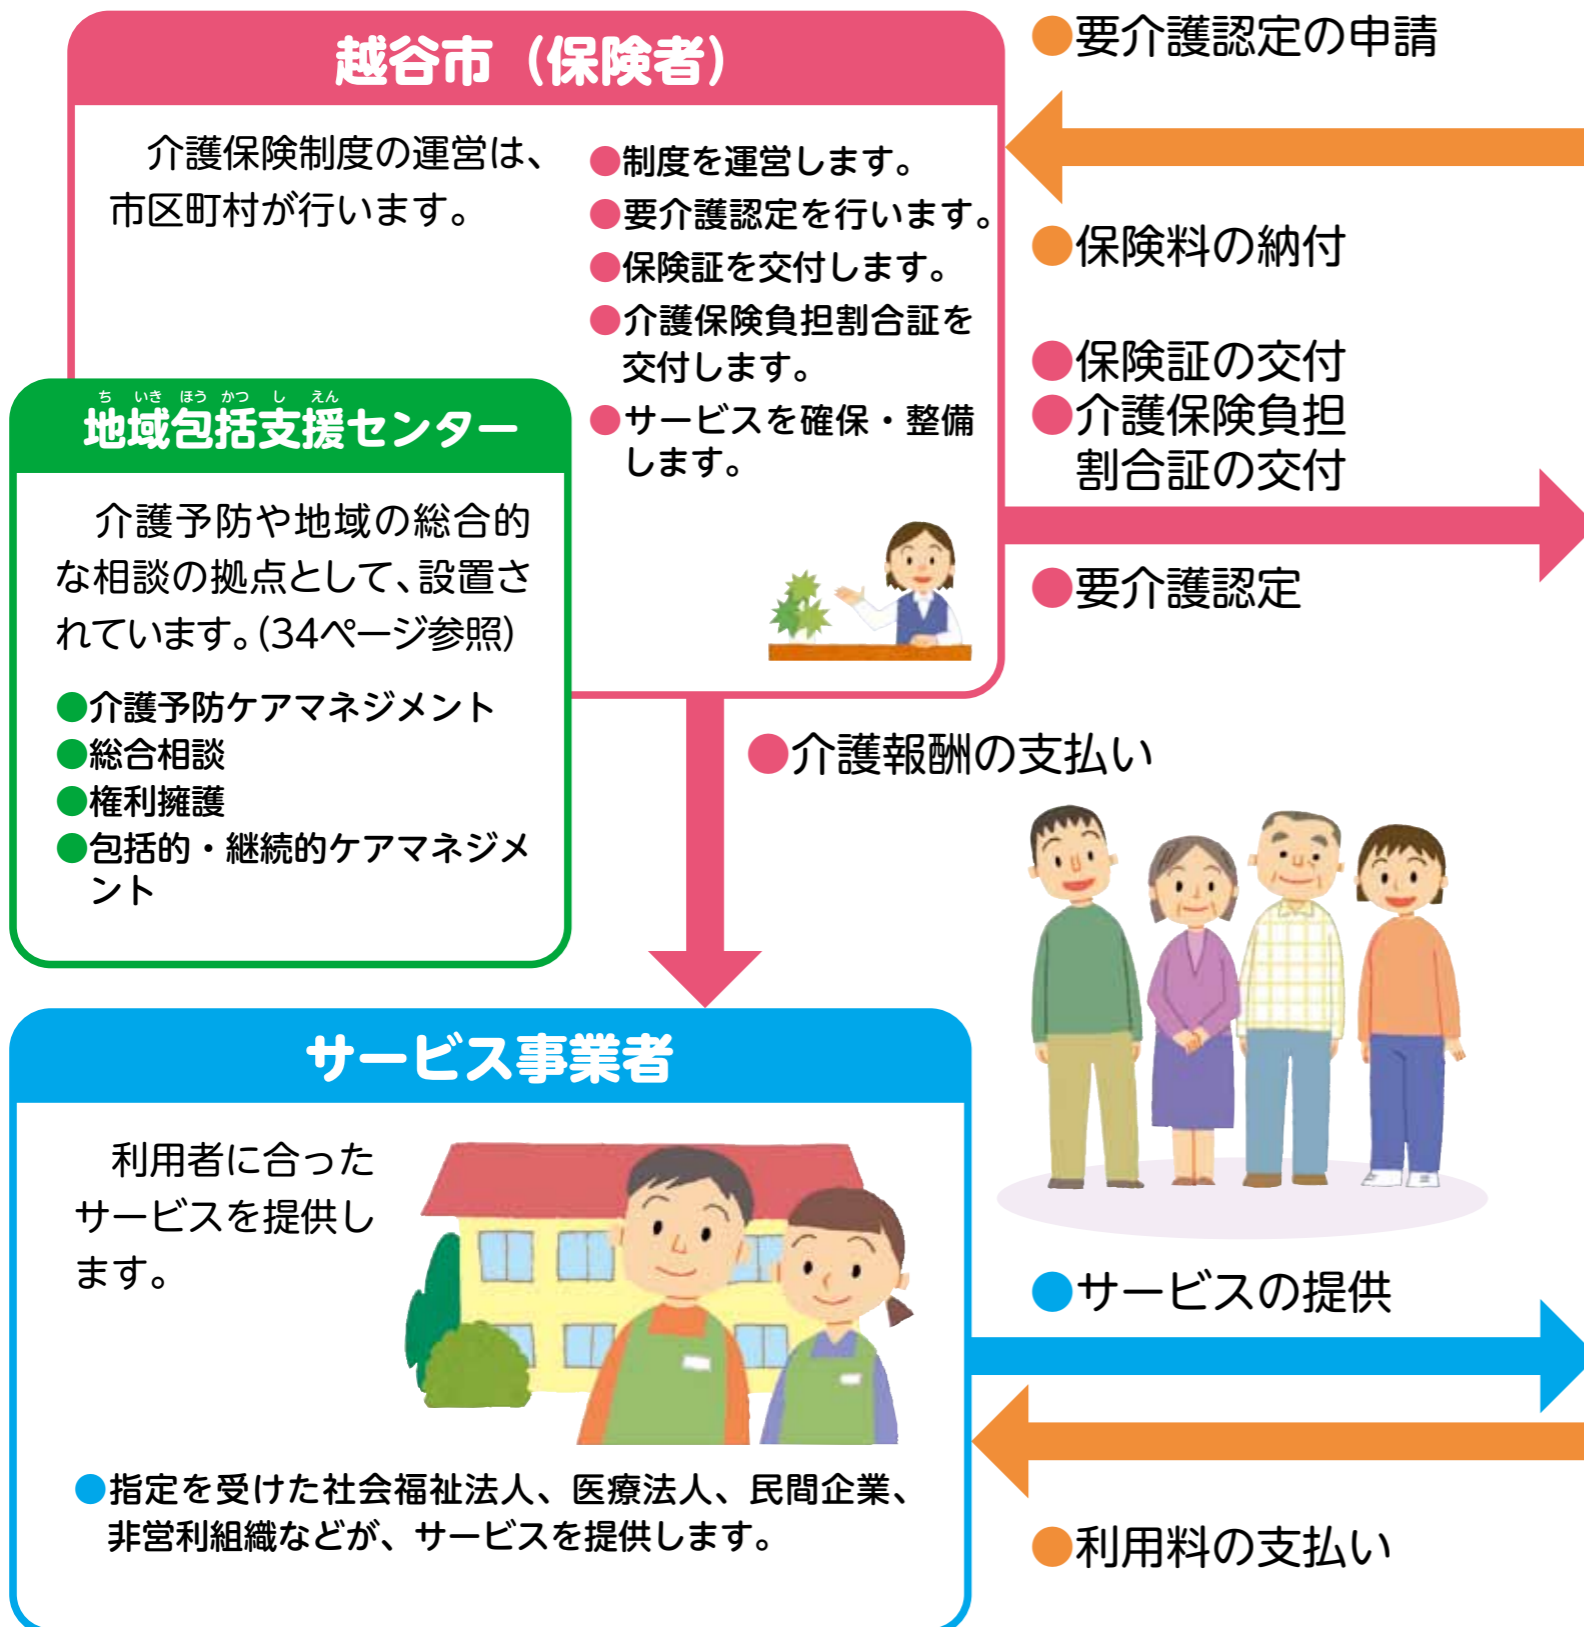 越谷市（保険者）
介護保険制度の運営は、
市区町村が行います。
●制度を運営します。
●要介護認定を行います。
●保険証を交付します。
●介護保険負担割合証を
交付します。
●サービスを確保・整備
します。
ち いき ほう かつ し えん
地域包括支援センター
介護予防や地域の総合的
な相談の拠点として、設置さ
れています。(34ページ参照)
●介護予防ケアマネジメント
●総合相談
●権利擁護
●包括的・継続的ケアマネジメ
ント
●要介護認定の申請
●保険料の納付
●保険証の交付
●介護保険負担
割合証の交付
●要介護認定
●介護報酬の支払い
サービス事業者
利用者に合った
サービスを提供し
ます。
●指定を受けた社会福祉法人、医療法人、民間企業、
非営利組織などが、サービスを提供します。
●サービスの提供
●利用料の支払い